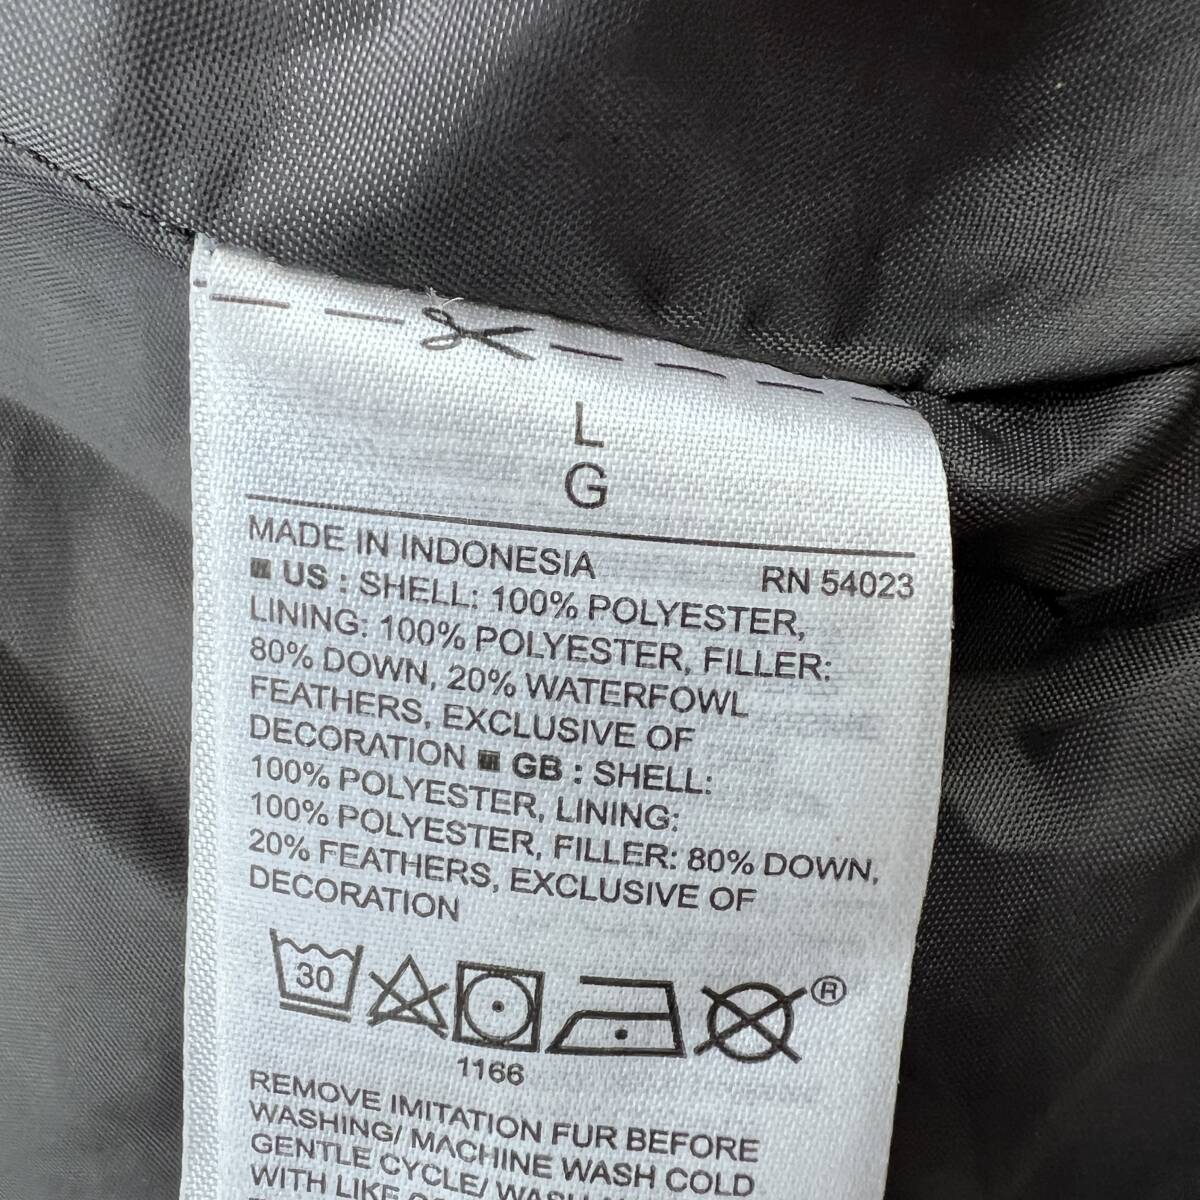 L
G
MADE IN INDONESIA
RN 54023
US : SHELL: 100% POLYESTER,
LINING: 100% POLYESTER, FILLER:
80% DOWN, 20% WATERFOWL
FEATHERS, EXCLUSIVE OF
DECORATION ■ GB : SHELL:
100% POLYESTER, LINING:
100% POLYESTER, FILLER: 80% DOWN,
20% FEATHERS, EXCLUSIVE OF
DECORATION
30
®
1166
REMOVE IMITATION FUR BEFORE
WASHING/ MACHINE WASH COLD
GENTLE CYCLE/
WITH LIKE